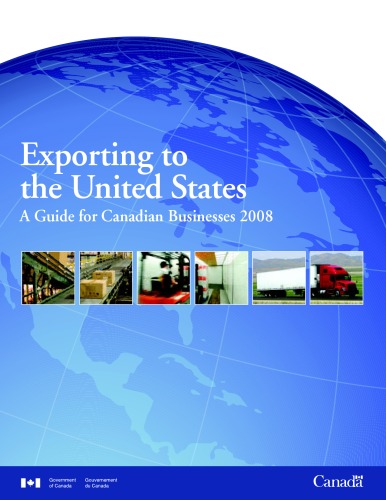 Exporting to
the United States
A Guide for Canadian Businesses 2008
Government
of Canada
Gouvernement
du Canada
Canada